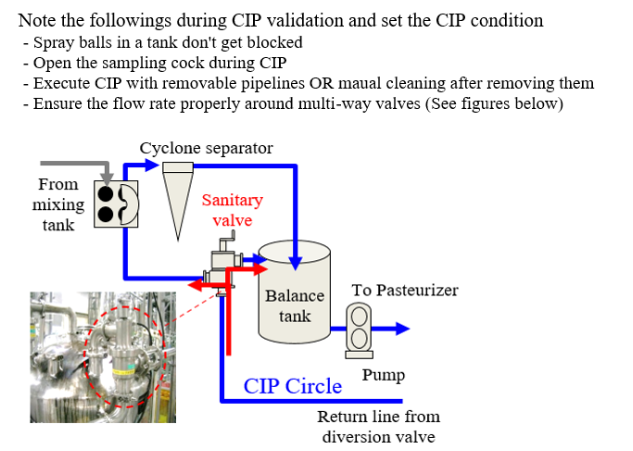 Note the followings during CIP validation and set the CIP condition
- Spray balls in a tank don't get blocked
- Open the sampling cock during CIP
- Execute CIP with removable pipelines OR maual cleaning after removing them
- Ensure the flow rate properly around multi-way valves (See figures below)
Cyclone separator
From
mixing
tank
Sanitary
valve
Balance
tank
To Pasteurizer
Pump
CIP Circle
Return line from
diversion valve